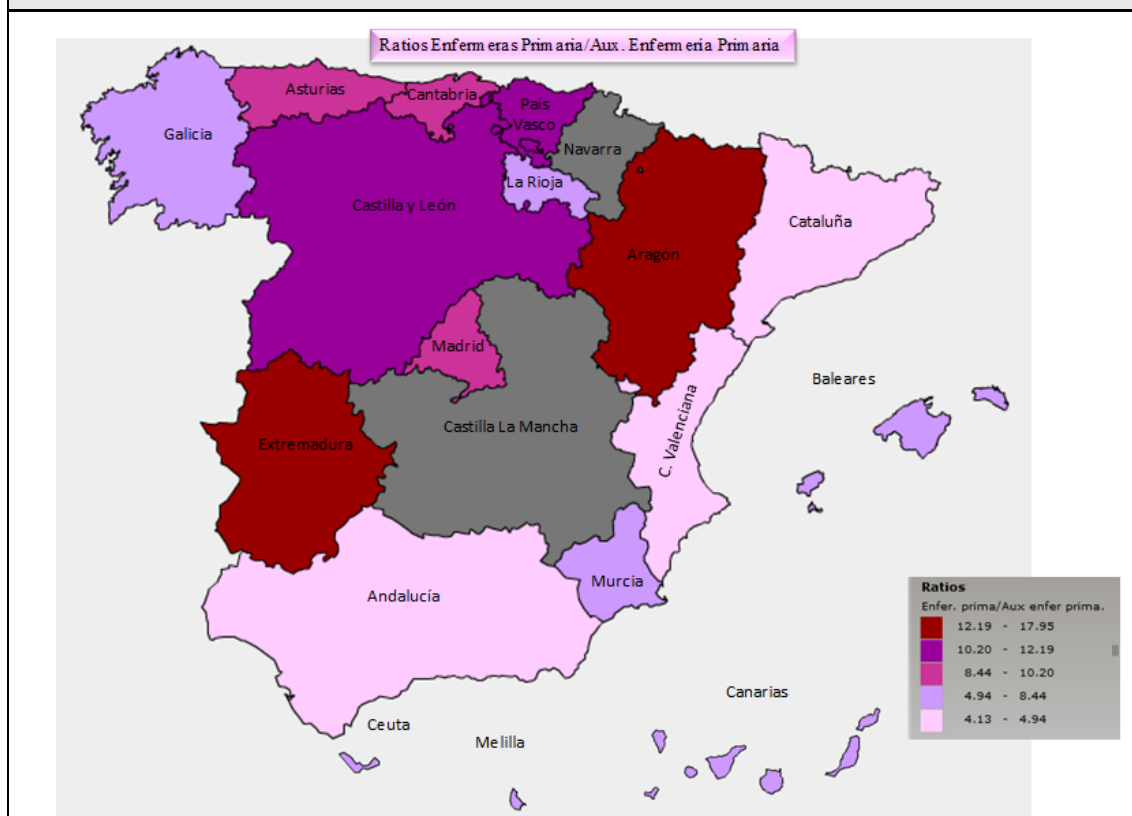 Ratios Enfermeras Primaria/Aux. Enfermería Primaria
Asturias
Cantabria
País
Vasco
Galicia
Navarra
La Rioja
Castilla y León
Cataluña
Aragón
Madrid
Baleares
Castilla La Mancha
C. Valenciana
Extremadura
Murcia
Andalucía
Canarias
Ceuta
Melilla
Ratios
Enfer. prima/Aux enfer prima.
12.19 - 17.95
10.20 - 12.19
8.44 - 10.20
4.94 - 8.44
4.13 - 4.94